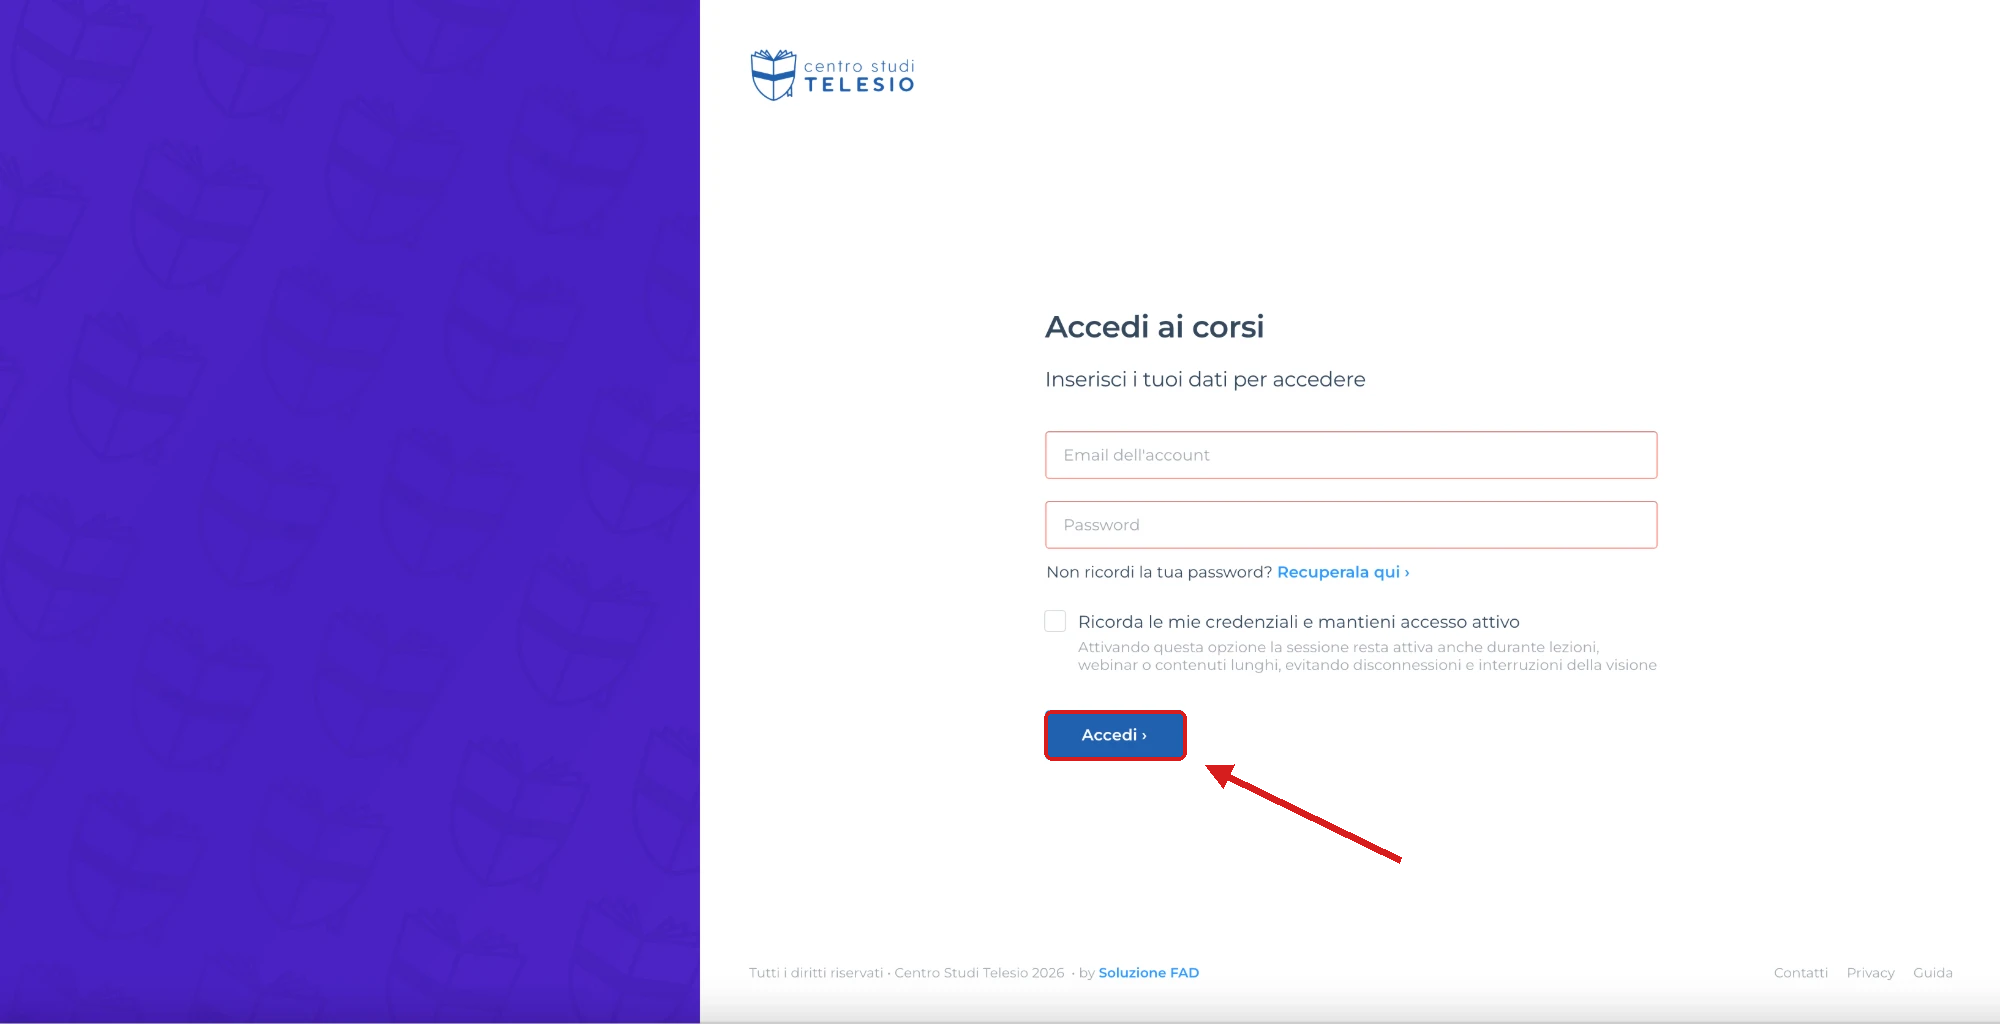 centro studi
TELESIO
Accedi ai corsi
Inserisci i tuoi dati per accedere
Email dell'account
Password
Non ricordi la tua password? Recuperala qui ›
Ricorda le mie credenziali e mantieni accesso attivo
Attivando questa opzione la sessione resta attiva anche durante lezioni,
webinar o contenuti lunghi, evitando disconnessioni e interruzioni della visione
Accedi ›
Tutti i diritti riservati • Centro Studi Telesio 2026 • by Soluzione FAD
Contatti Privacy Guida